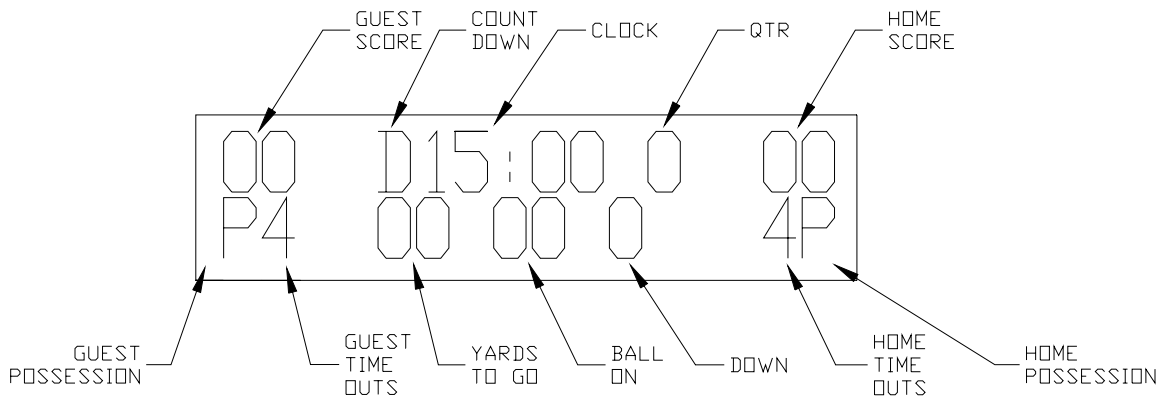 GUEST
SCORE
COUNT
DOWN
CLOCK
QTR
HOME
SCORE
00 D15:00 0 00
P4 00 00 0 4P
GUEST
POSSESSION
GUEST
TIME
OUTS
YARDS
TO GO
BALL
ON
DOWN
HOME
TIME
OUTS
HOME
POSSESSION